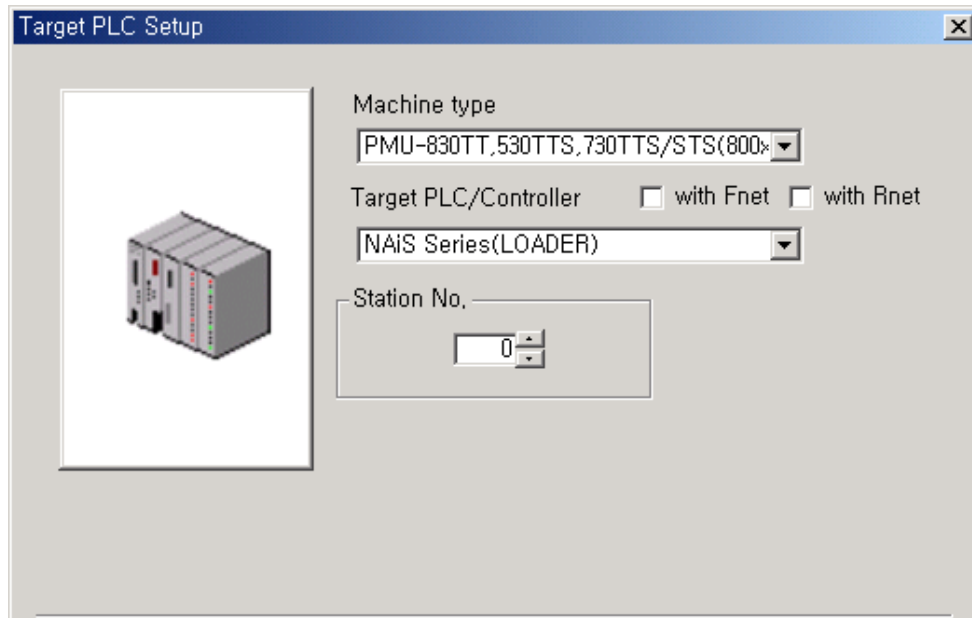 Target PLC Setup
Machine type
PMU-830TT,530TTS,730TTS/STS(800×
Target PLC/Controller with Fnet with Rnet
NAiS Series(LOADER)
Station No.
0